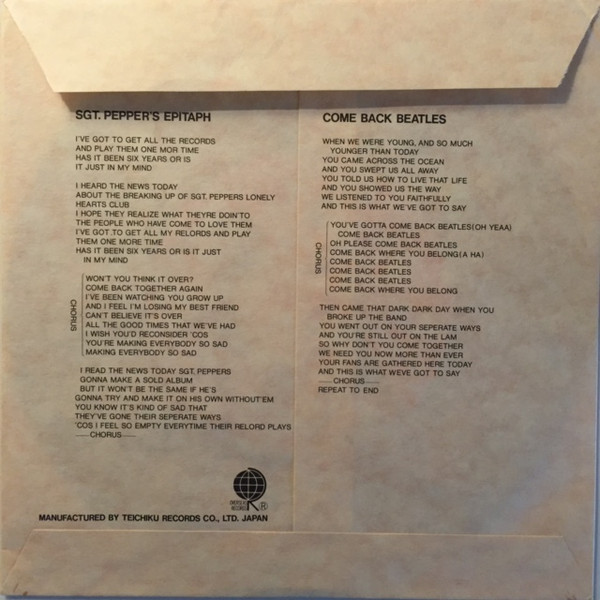 SGT. PEPPER'S EPITAPH
I'VE GOT TO GET ALL THE RECORDS
AND PLAY THEM ONE MOR TIME
HAS IT BEEN SIX YEARS OR IS
IT JUST IN MY MIND
I HEARD THE NEWS TODAY
ABOUT THE BREAKING UP OF SGT. PEPPERS LONELY
HEARTS CLUB
I HOPE THEY REALIZE WHAT THEYRE DOIN'TO
THE PEOPLE WHO HAVE COME TO LOVE THEM
I'VE GOT TO GET ALL MY RELORDS AND PLAY
THEM ONE MORE TIME
HAS IT BEEN SIX YEARS OR IS IT JUST
IN MY MIND
CHORUS
WON'T YOU THINK IT OVER?
COME BACK TOGETHER AGAIN
I'VE BEEN WATCHING YOU GROW UP
AND I FEEL I'M LOSING MY BEST FRIEND
CAN'T BELIEVE IT'S OVER
ALL THE GOOD TIMES THAT WE'VE HAD
I WISH YOU'D RECONSIDER 'COS
YOU'RE MAKING EVERYBODY SO SAD
MAKING EVERYBODY SO SAD
I READ THE NEWS TODAY SGT. PEPPERS
GONNA MAKE A SOLD ALBUM
BUT IT WON'T BE THE SAME IF HE'S
GONNA TRY AND MAKE IT ON HIS OWN WITHOUT'EM
YOU KNOW IT'S KIND OF SAD THAT
THEY'VE GONE THEIR SEPERATE WAYS
'COS I FEEL SO EMPTY EVERYTIME THEIR RELORD PLAYS
—CHORUS—
COME BACK BEATLES
WHEN WE WERE YOUNG, AND SO MUCH
YOUNGER THAN TODAY
YOU CAME ACROSS THE OCEAN
AND YOU SWEPT US ALL AWAY
YOU TOLD US HOW TO LIVE THAT LIFE
AND YOU SHOWED US THE WAY
WE LISTENED TO YOU FAITHFULLY
AND THIS IS WHAT WE'VE GOT TO SAY
CHORUS
YOU'VE GOTTA COME BACK BEATLES(OH YEAA)
COME BACK BEATLES
OH PLEASE COME BACK BEATLES
COME BACK WHERE YOU BELONG(A HA)
COME BACK BEATLES
COME BACK BEATLES
COME BACK BEATLES
COME BACK WHERE YOU BELONG
THEN CAME THAT DARK DARK DAY WHEN YOU
BROKE UP THE BAND
YOU WENT OUT ON YOUR SEPERATE WAYS
AND YOU'RE STILL OUT ON THE LAM
SO WHY DON'T YOU COME TOGETHER
WE NEED YOU NOW MORE THAN EVER
YOUR FANS ARE GATHERED HERE TODAY
AND THIS IS WHAT WE'VE GOT TO SAY
—CHORUS—
REPEAT TO END
OVERSEAS
RECORDS
R ®
MANUFACTURED BY TEICHIKU RECORDS CO., LTD. JAPAN